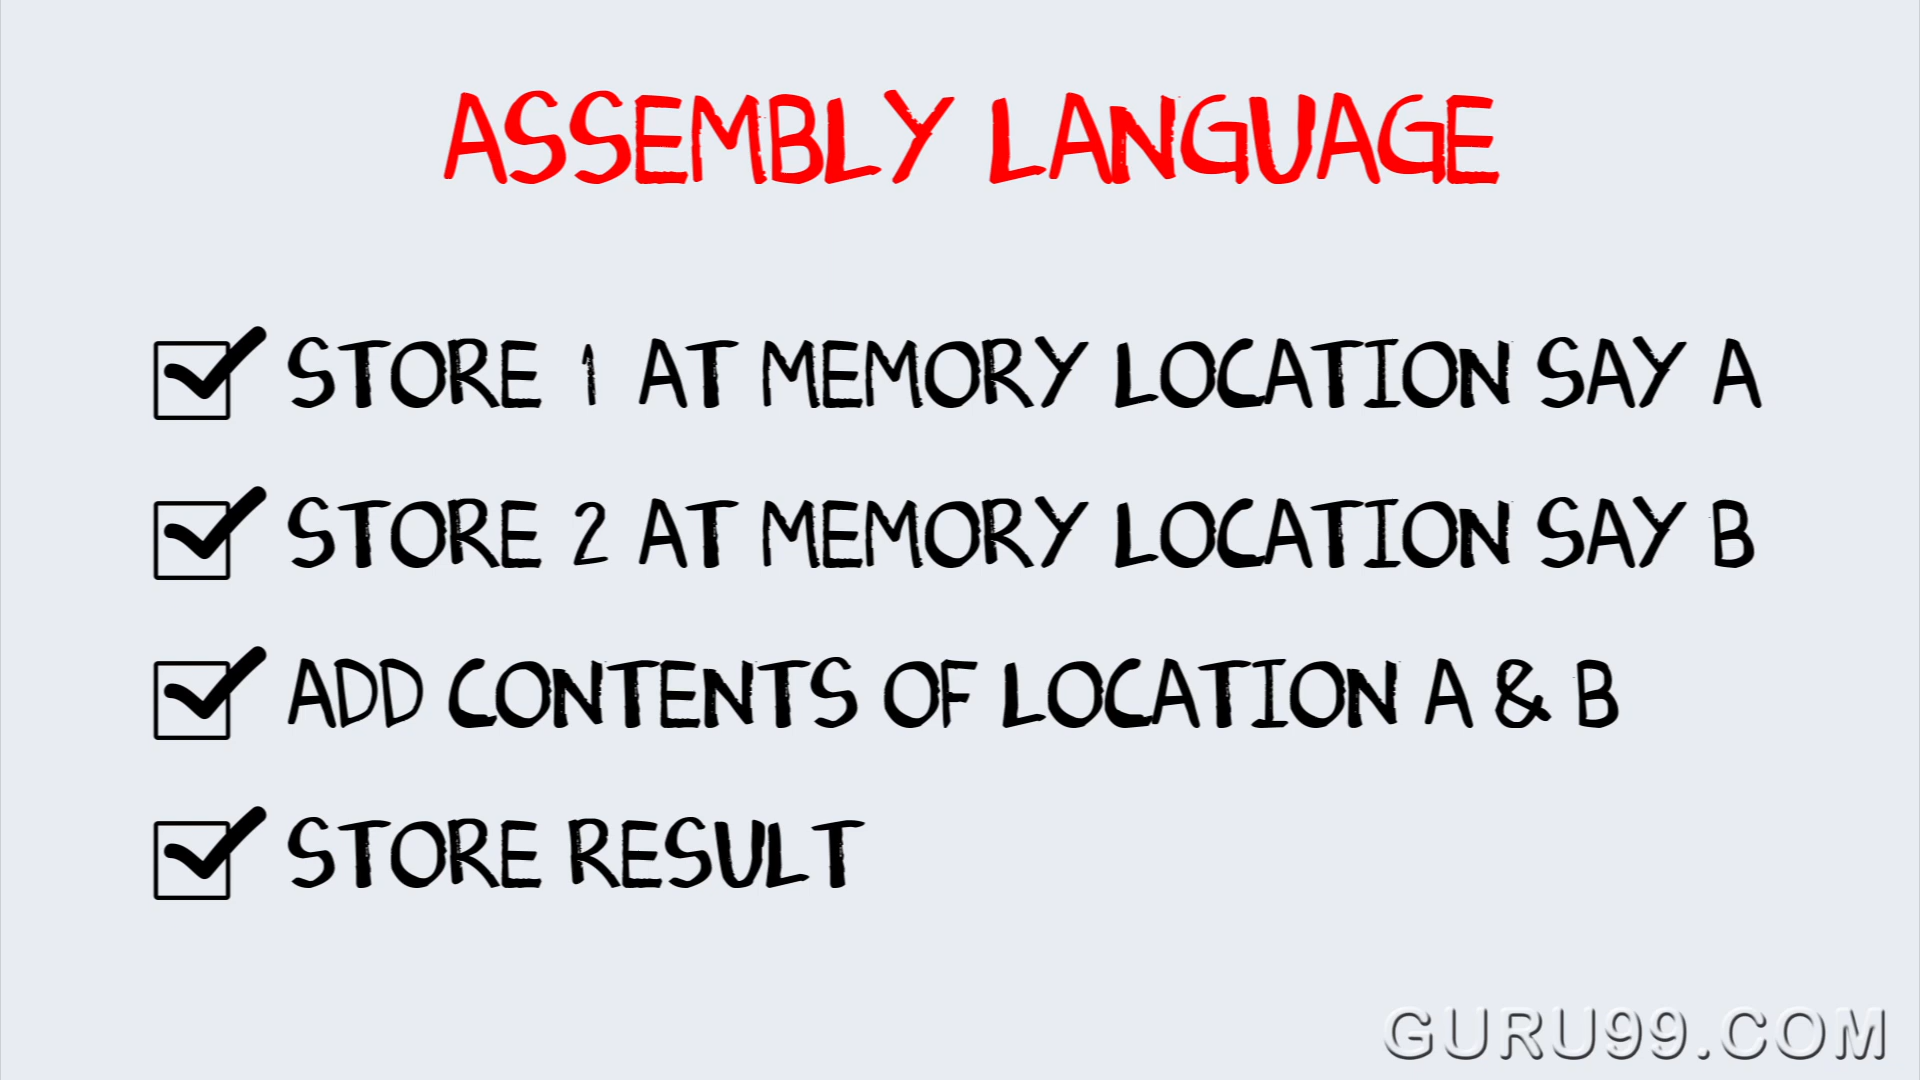 ASSEMBLY LANGUAGE
STORE 1 AT MEMORY LOCATION SAY A
STORE 2 AT MEMORY LOCATION SAY B
ADD CONTENTS OF LOCATION A & B
STORE RESULT
GURU99.COM